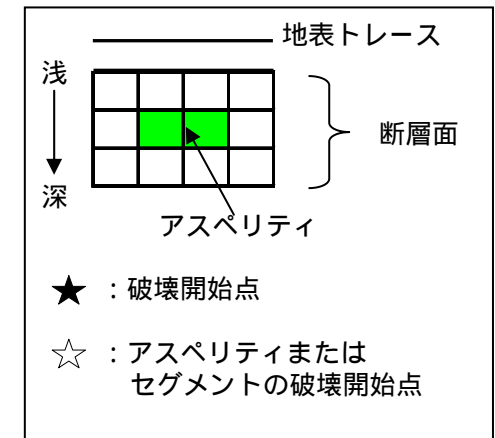 地表トレース
浅
断層面
深
アスペリティ
★ ：破壊開始点
☆ ：アスペリティまたは
セグメントの破壊開始点